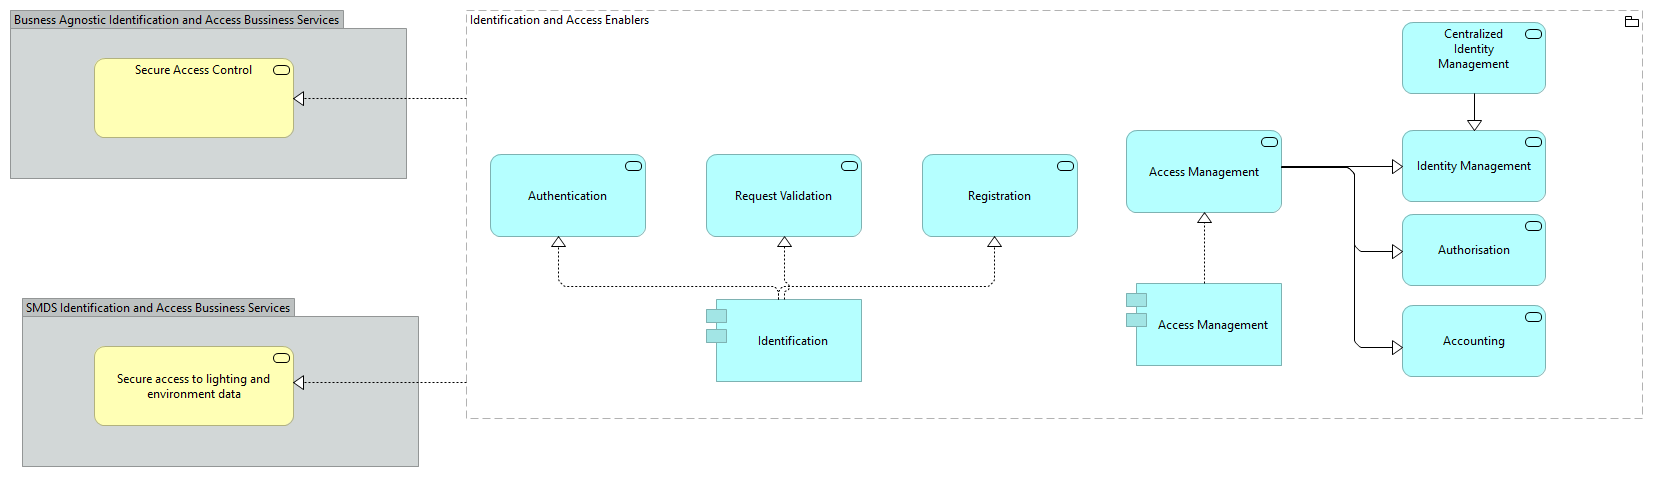 Busness Agnostic Identification and Access Bussiness Services
Secure Access Control
SMDS Identification and Access Bussiness Services
Secure access to lighting and
environment data
Identification and Access Enablers
Authentication
Request Validation
Registration
Identification
Access Management
Access Management
Centralized
Identity
Management
Identity Management
Authorisation
Accounting